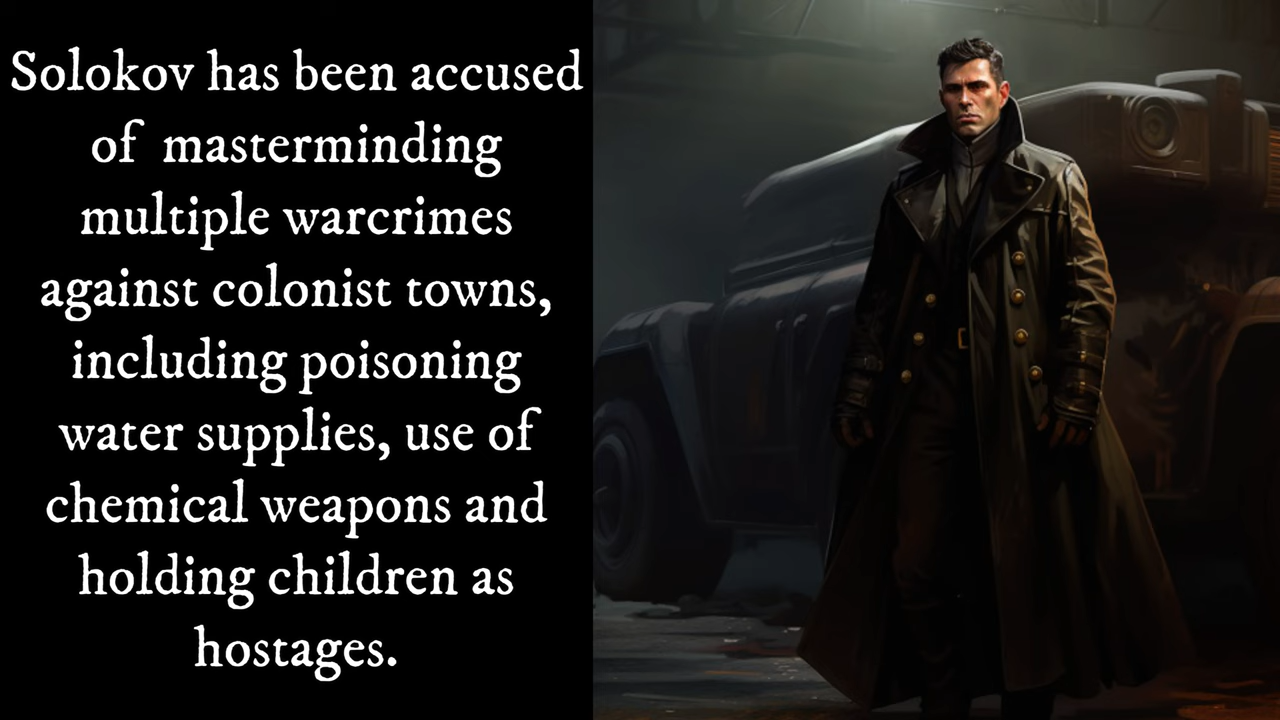 Solokov has been accused
of  masterminding
multiple warcrimes
against colonist towns,
including poisoning
water supplies, use of
chemical weapons and
holding children as
hostages.